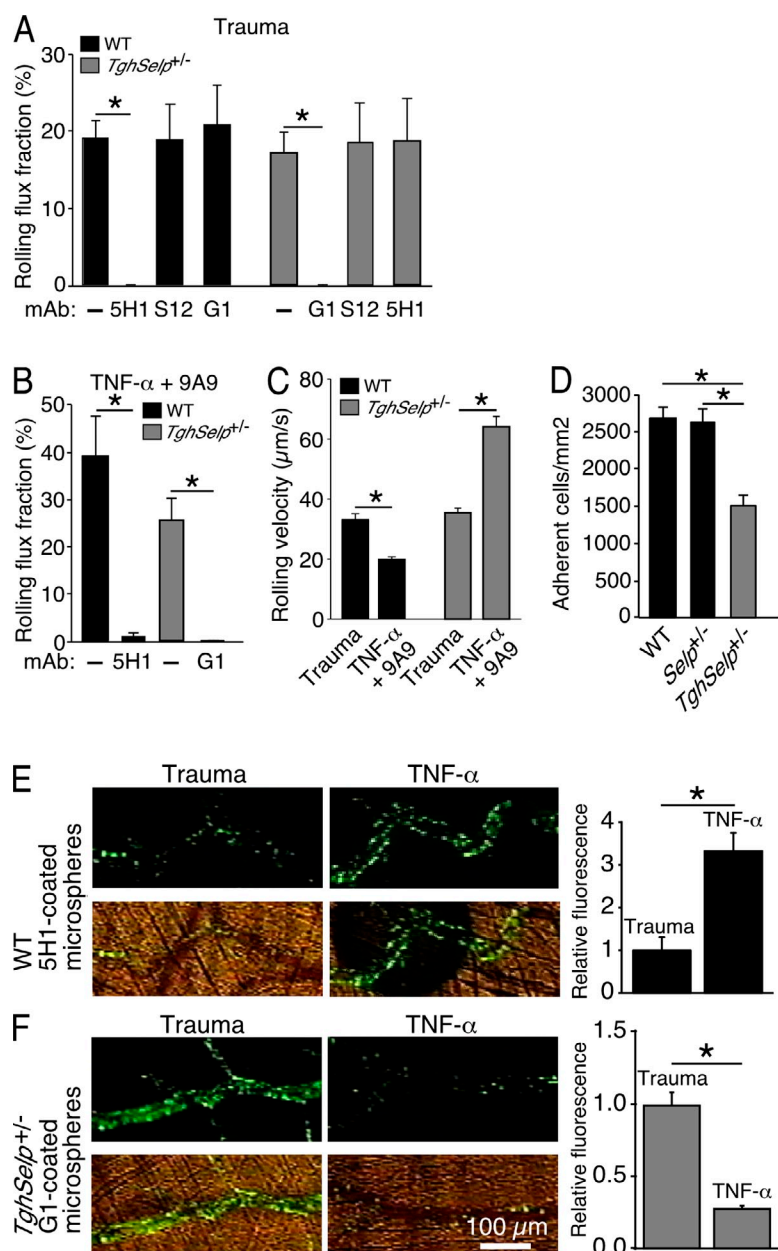 A
Trauma
WT
TghSelp+/-
Rolling flux fraction (%)
30
20
10
0
*
*
mAb: – 5H1 S12 G1 – G1 S12 5H1
B
TNF-α + 9A9
WT
TghSelp+/-
Rolling flux fraction (%)
50
40
30
20
10
0
*
*
mAb: – 5H1 – G1
C
WT
TghSelp+/-
Rolling velocity (µm/s)
80
60
40
20
0
*
*
Trauma
TNF-α
+ 9A9
Trauma
TNF-α
+ 9A9
D
Adherent cells/mm2
3000
2500
2000
1500
1000
500
0
*
*
WT
Selp+/-
TghSelp+/-
E
Trauma
TNF-α
WT
5H1-coated
microspheres
Relative fluorescence
4
3
2
1
0
*
Trauma
TNF-α
F
Trauma
TNF-α
TghSelp+/-
G1-coated
microspheres
100 µm
Relative fluorescence
1.5
1.0
0.5
0.0
*
Trauma
TNF-α